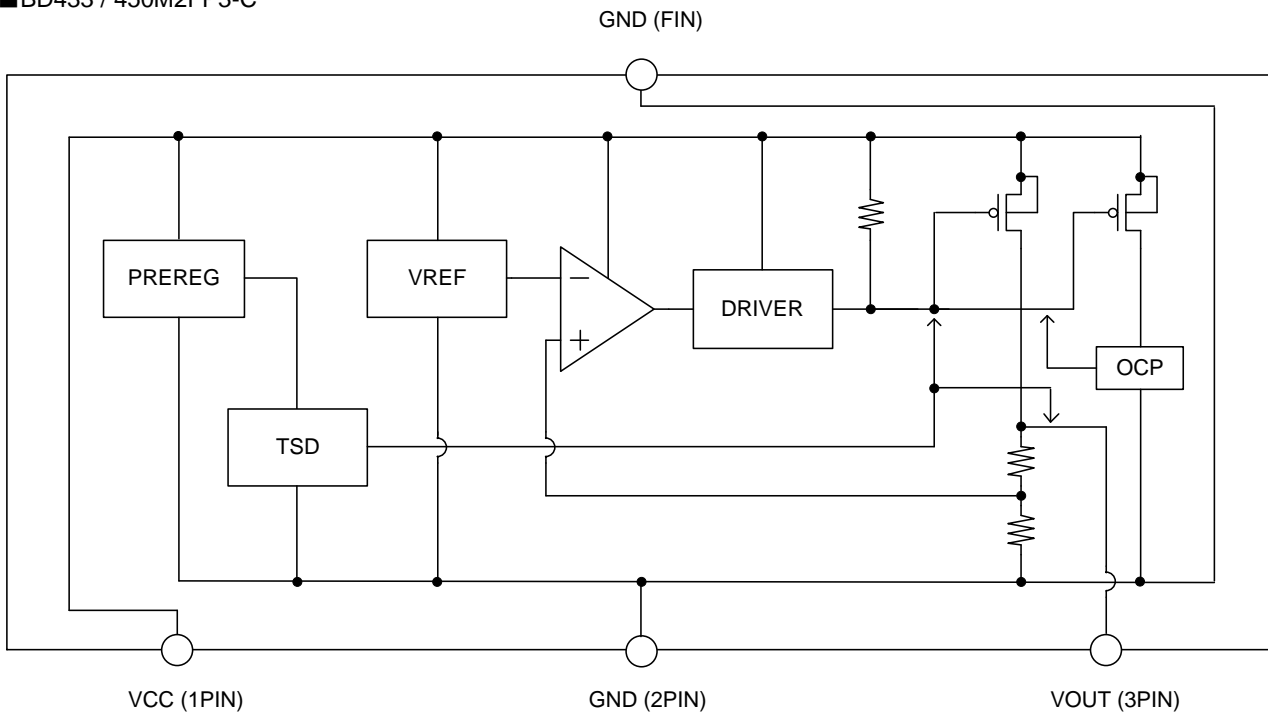 GND (FIN)
PREREG
VREF
−
+
DRIVER
OCP
TSD
VCC (1PIN)
GND (2PIN)
VOUT (3PIN)